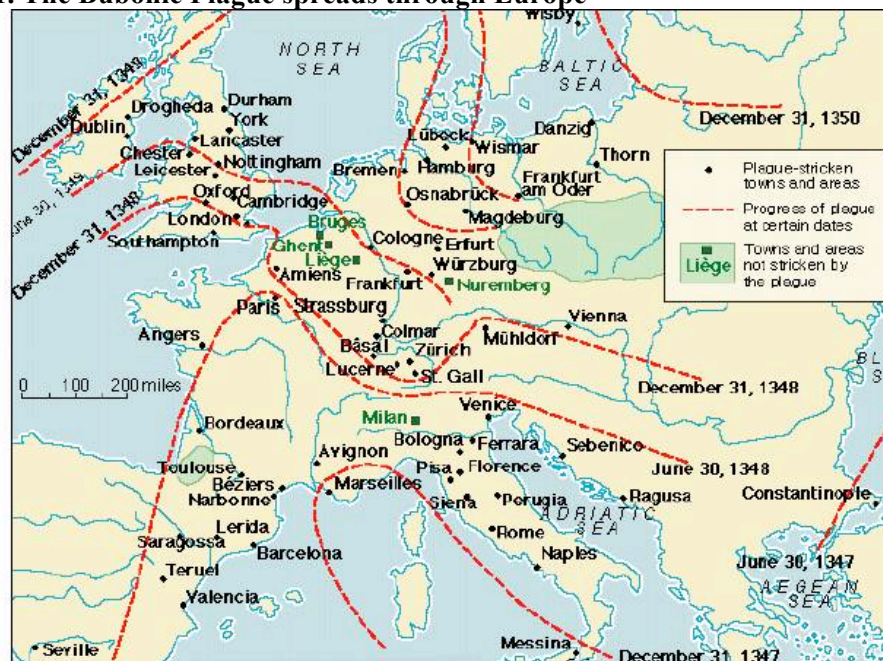 The Bubonic Plague spreads through Europe
Wisby
NORTH
SEA
BALTIC
SEA
December 31, 1349
Drogheda
Durham
York
Dublin
Lancaster
Chester
Nottingham
Leicester
Lübeck
Wismar
Danzig
December 31, 1350
Bremen
Hamburg
Thorn
Frankfurt
am Oder
June 30, 1349
Oxford
Cambridge
Osnabrück
Magdeburg
December 31, 1348
London
Southampton
Bruges
Ghent
Cologne
Erfurt
Liège
Würzburg
Amiens
Frankfurt
Nuremberg
Plague-stricken
towns and areas
Progress of plague
at certain dates
Liège
Towns and areas
not stricken by
the plague
Paris
Strassburg
Angers
Colmar
Mühldorf
Vienna
Bâsal
Zürich
Lucerne
St. Gall
December 31, 1348
0 100 200 miles
Milan
Venice
Bordeaux
Bologna
Ferrara
Sebenico
June 30, 1348
Toulouse
Avignon
Pisa
Florence
Béziers
Marseilles
Narbonno
Siena
Porugia
Ragusa
Constantinople
ADRIATIC
SEA
Lerida
Saragossa
Rome
Barcelona
Naples
June 30, 1347
AEGEAN
SEA
Teruel
Valencia
Seville
Messina
December 31, 1347